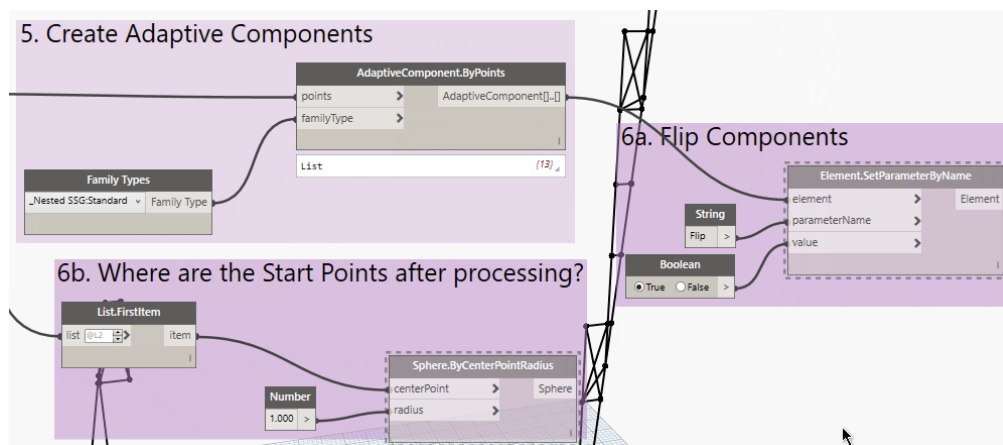 5. Create Adaptive Components
AdaptiveComponent.ByPoints
points > AdaptiveComponent[]..[]
familyType >
List {13}
Family Types
_Nested SSG:Standard Family Type
6a. Flip Components
Element.SetParameterByName
element > Element
parameterName >
value >
String
Flip >
Boolean
True False >
6b. Where are the Start Points after processing?
List.FirstItem
list @L2 > item
Sphere.ByCenterPointRadius
centerPoint > Sphere
radius >
Number
1.000 >